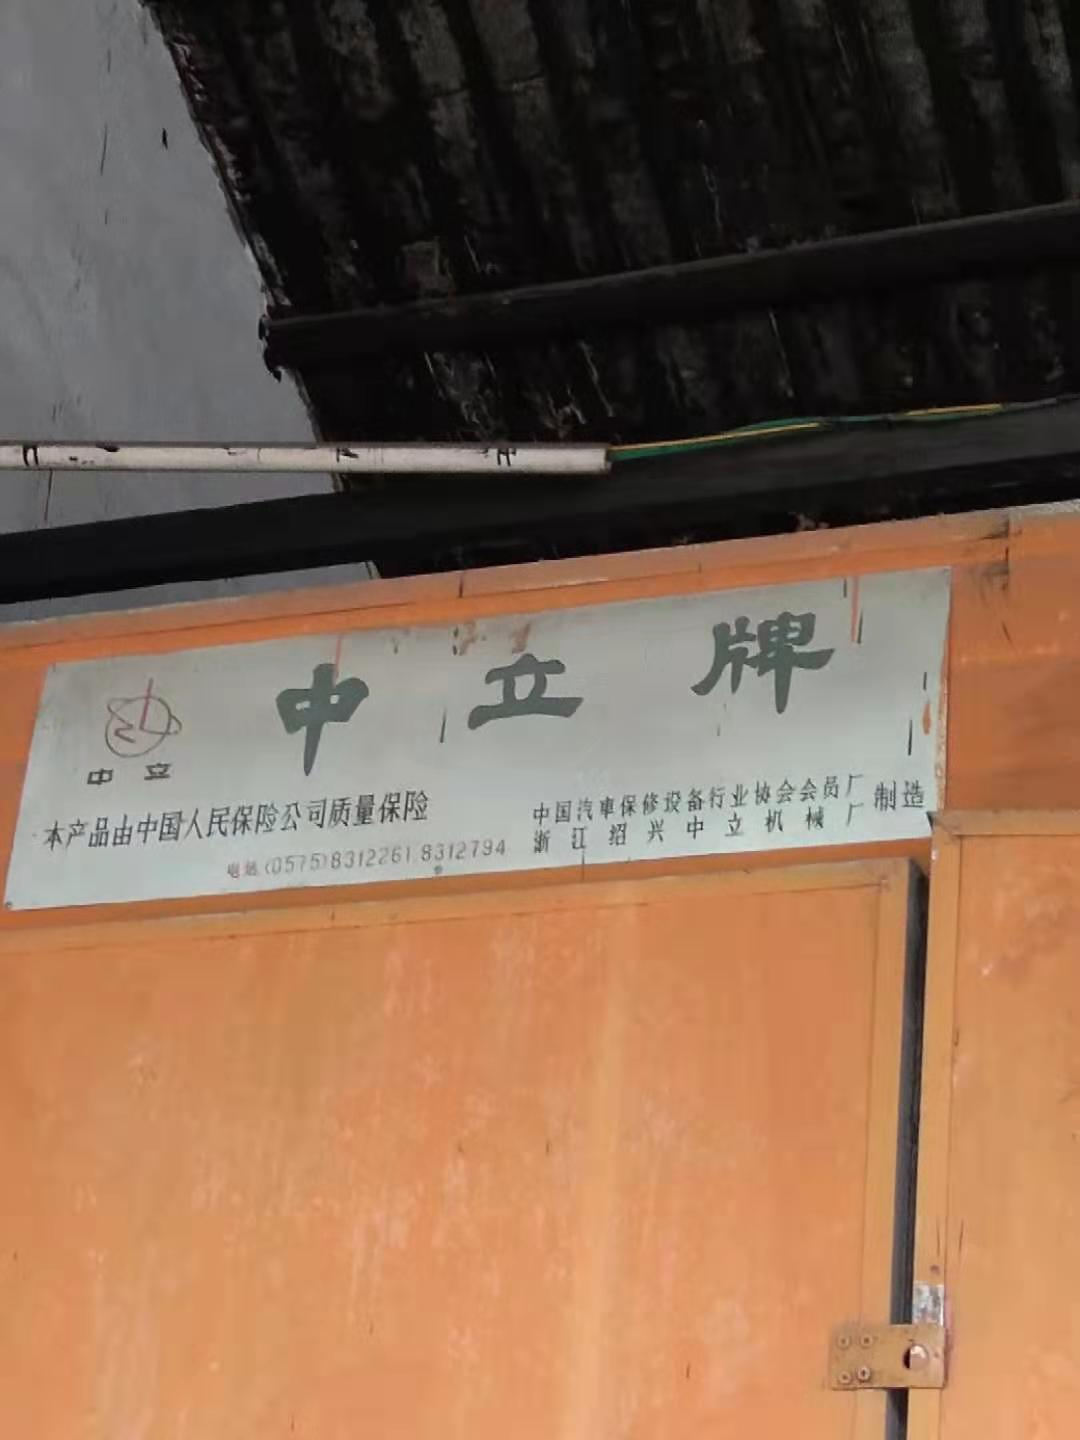 中立牌
中立
本产品由中国人民保险公司质量保险
电话(0575)8312261 8312794
中国汽車保修设备行业协会会员厂
浙江绍兴中立机械厂
制造